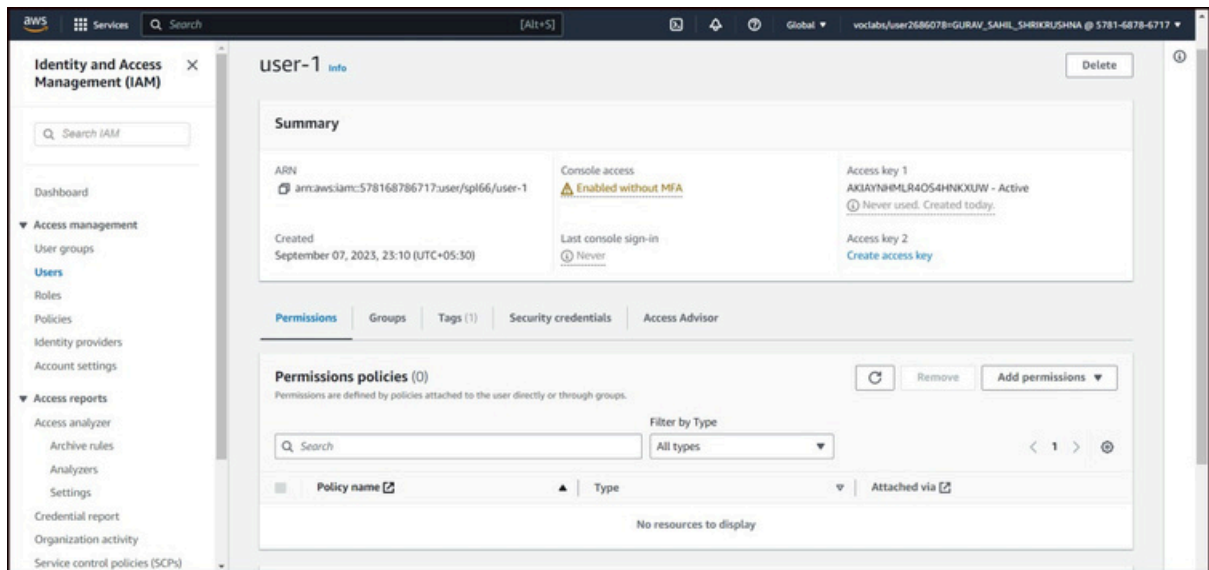 aws
Services
Search
[Alt+S]
Global
voclabs/user2686078=GURAV_SAHIL_SHRIKRUSHNA @ 5781-6878-6717
Identity and Access Management (IAM)
Search IAM
Dashboard
Access management
User groups
Users
Roles
Policies
Identity providers
Account settings
Access reports
Access analyzer
Archive rules
Analyzers
Settings
Credential report
Organization activity
Service control policies (SCPs)
user-1 Info
Delete
Summary
ARN
arn:aws:iam::578168786717:user/spl66/user-1
Console access
Enabled without MFA
Access key 1
AKIAYNHMLR4OS4HNKXUW - Active
Never used. Created today.
Created
September 07, 2023, 23:10 (UTC+05:30)
Last console sign-in
Never
Access key 2
Create access key
Permissions
Groups
Tags (1)
Security credentials
Access Advisor
Permissions policies (0)
Permissions are defined by policies attached to the user directly or through groups.
Remove
Add permissions
Filter by Type
Search
All types
1
Policy name
Type
Attached via
No resources to display